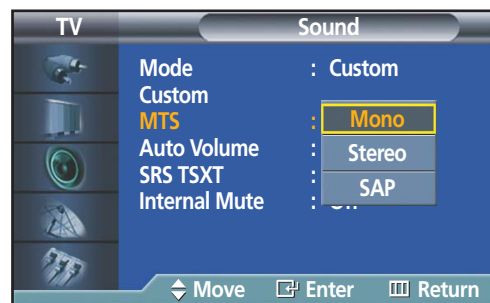 TV Sound
Mode : Custom
Custom
MTS : Mono
Auto Volume : Stereo
SRS TSXT : SAP
Internal Mute :
Move Enter Return